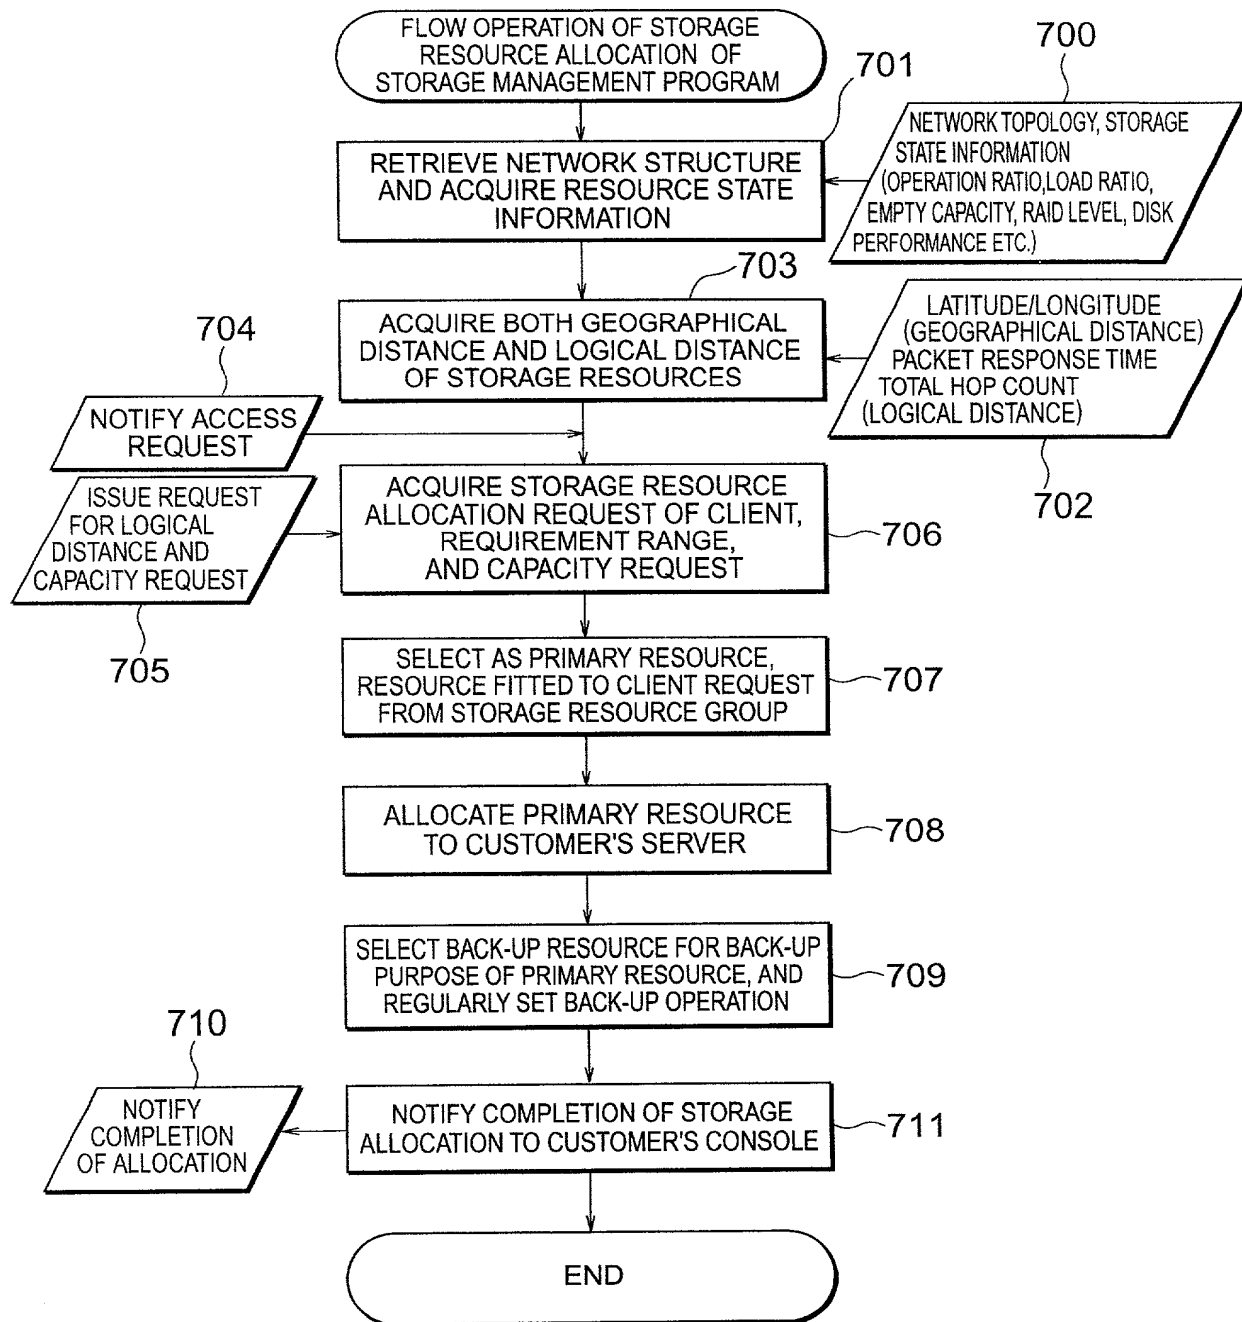 FLOW OPERATION OF STORAGE
RESOURCE ALLOCATION OF
STORAGE MANAGEMENT PROGRAM
700
701
NETWORK TOPOLOGY, STORAGE
STATE INFORMATION
(OPERATION RATIO,LOAD RATIO,
EMPTY CAPACITY, RAID LEVEL, DISK
PERFORMANCE ETC.)
RETRIEVE NETWORK STRUCTURE
AND ACQUIRE RESOURCE STATE
INFORMATION
703
ACQUIRE BOTH GEOGRAPHICAL
DISTANCE AND LOGICAL DISTANCE
OF STORAGE RESOURCES
LATITUDE/LONGITUDE
(GEOGRAPHICAL DISTANCE)
PACKET RESPONSE TIME
TOTAL HOP COUNT
(LOGICAL DISTANCE)
702
704
NOTIFY ACCESS
REQUEST
ISSUE REQUEST
FOR LOGICAL
DISTANCE AND
CAPACITY REQUEST
705
ACQUIRE STORAGE RESOURCE
ALLOCATION REQUEST OF CLIENT,
REQUIREMENT RANGE,
AND CAPACITY REQUEST
706
SELECT AS PRIMARY RESOURCE,
RESOURCE FITTED TO CLIENT REQUEST
FROM STORAGE RESOURCE GROUP
707
ALLOCATE PRIMARY RESOURCE
TO CUSTOMER'S SERVER
708
SELECT BACK-UP RESOURCE FOR BACK-UP
PURPOSE OF PRIMARY RESOURCE, AND
REGULARLY SET BACK-UP OPERATION
709
710
NOTIFY
COMPLETION
OF ALLOCATION
NOTIFY COMPLETION OF STORAGE
ALLOCATION TO CUSTOMER'S CONSOLE
711
END